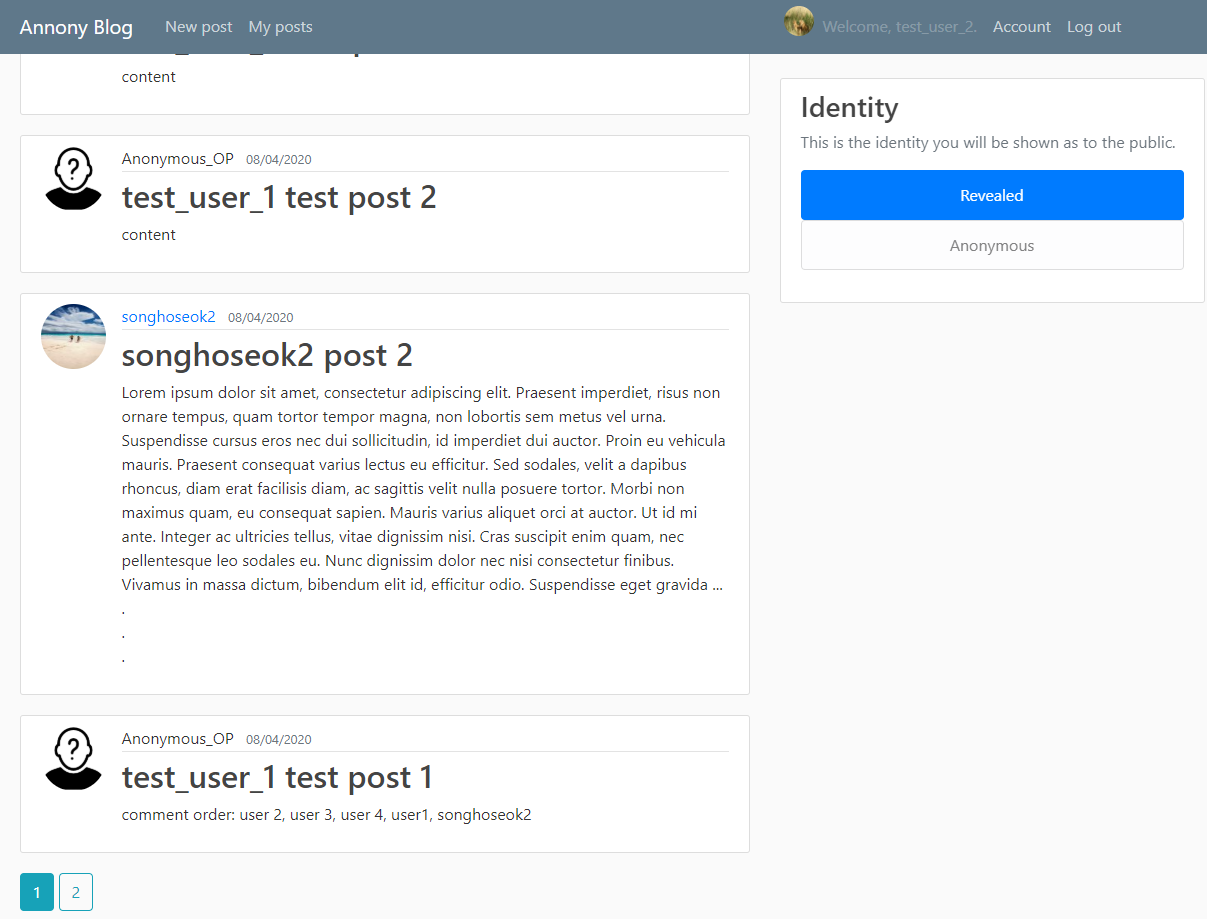 Annony Blog New post My posts Welcome, test_user_2. Account Log out
content
Anonymous_OP 08/04/2020
test_user_1 test post 2
content
songhoseok2 08/04/2020
songhoseok2 post 2
Lorem ipsum dolor sit amet, consectetur adipiscing elit. Praesent imperdiet, risus non
ornare tempus, quam tortor tempor magna, non lobortis sem metus vel urna.
Suspendisse cursus eros nec dui sollicitudin, id imperdiet dui auctor. Proin eu vehicula
mauris. Praesent consequat varius lectus eu efficitur. Sed sodales, velit a dapibus
rhoncus, diam erat facilisis diam, ac sagittis velit nulla posuere tortor. Morbi non
maximus quam, eu consequat sapien. Mauris varius aliquet orci at auctor. Ut id mi
ante. Integer ac ultricies tellus, vitae dignissim nisi. Cras suscipit enim quam, nec
pellentesque leo sodales eu. Nunc dignissim dolor nec nisi consectetur finibus.
Vivamus in massa dictum, bibendum elit id, efficitur odio. Suspendisse eget gravida ...
.
.
.
Anonymous_OP 08/04/2020
test_user_1 test post 1
comment order: user 2, user 3, user 4, user1, songhoseok2
1 2
Identity
This is the identity you will be shown as to the public.
Revealed
Anonymous